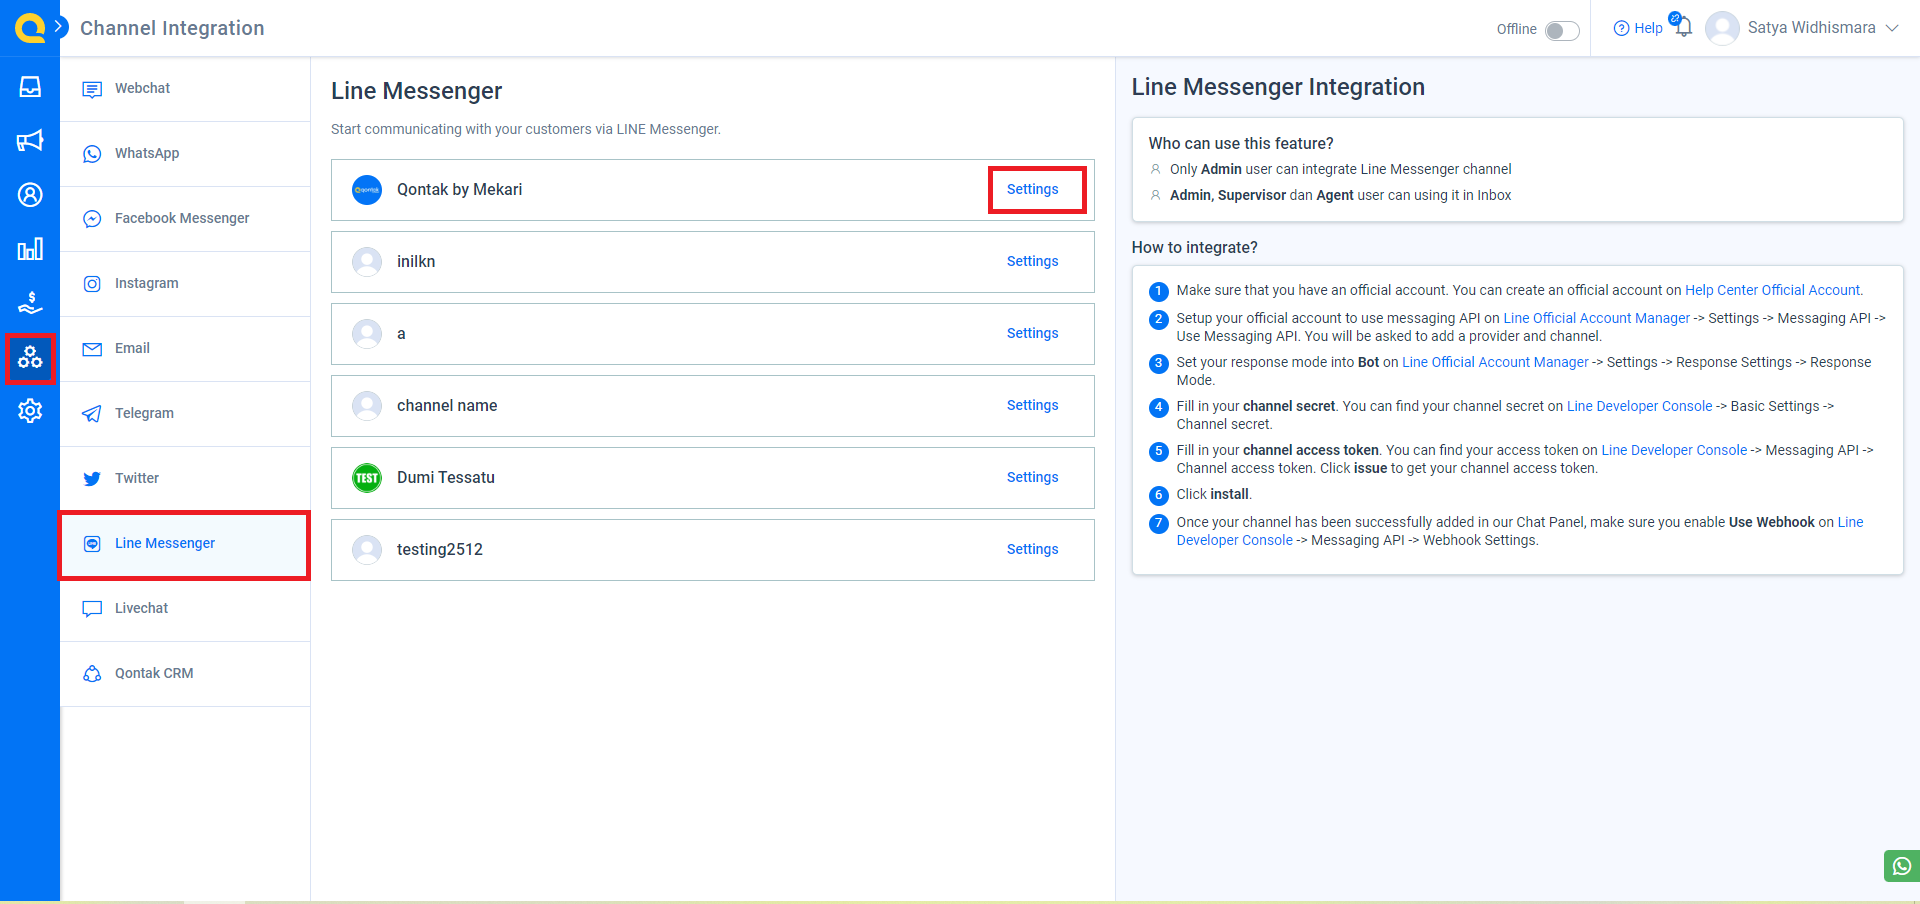 Channel Integration
Offline
Help
Satya Widhismara
Webchat
WhatsApp
Facebook Messenger
Instagram
Email
Telegram
Twitter
Line Messenger
Livechat
Qontak CRM
Line Messenger
Start communicating with your customers via LINE Messenger.
Qontak by Mekari
Settings
inilkn
Settings
a
Settings
channel name
Settings
TEST
Dumi Tessatu
Settings
testing2512
Settings
Line Messenger Integration
Who can use this feature?
Only Admin user can integrate Line Messenger channel
Admin, Supervisor dan Agent user can using it in Inbox
How to integrate?
1 Make sure that you have an official account. You can create an official account on Help Center Official Account.
2 Setup your official account to use messaging API on Line Official Account Manager -> Settings -> Messaging API ->
Use Messaging API. You will be asked to add a provider and channel.
3 Set your response mode into Bot on Line Official Account Manager -> Settings -> Response Settings -> Response
Mode.
4 Fill in your channel secret. You can find your channel secret on Line Developer Console -> Basic Settings ->
Channel secret.
5 Fill in your channel access token. You can find your access token on Line Developer Console -> Messaging API ->
Channel access token. Click issue to get your channel access token.
6 Click install.
7 Once your channel has been successfully added in our Chat Panel, make sure you enable Use Webhook on Line
Developer Console -> Messaging API -> Webhook Settings.